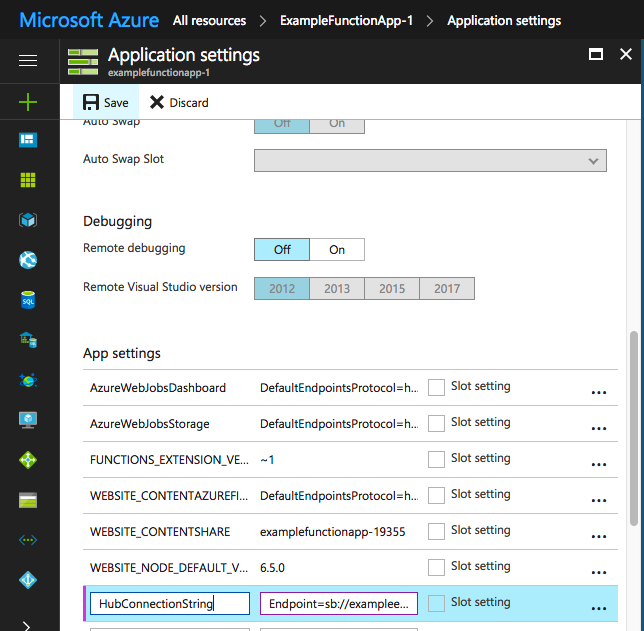 Microsoft Azure All resources > ExampleFunctionApp-1 > Application settings
Application settings
examplefunctionapp-1
Save Discard
Auto Swap Off On
Auto Swap Slot
Debugging
Remote debugging Off On
Remote Visual Studio version 2012 2013 2015 2017
App settings
AzureWebJobsDashboard DefaultEndpointsProtocol=h... Slot setting ...
AzureWebJobsStorage DefaultEndpointsProtocol=h... Slot setting ...
FUNCTIONS_EXTENSION_VE... ~1 Slot setting ...
WEBSITE_CONTENTAZUREFI... DefaultEndpointsProtocol=h... Slot setting ...
WEBSITE_CONTENTSHARE examplefunctionapp-19355 Slot setting ...
WEBSITE_NODE_DEFAULT_V... 6.5.0 Slot setting ...
HubConnectionString Endpoint=sb://examplee... Slot setting ...